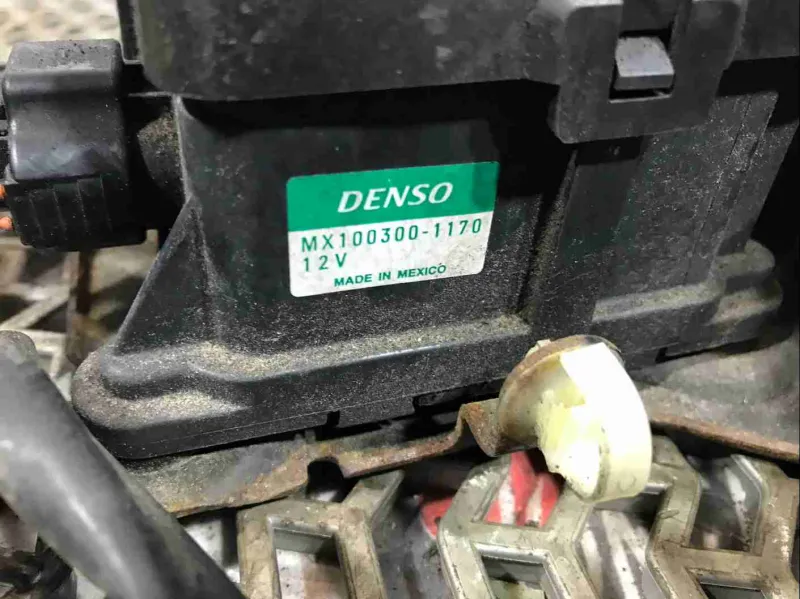 DENSO
MX100300-1170
12V
MADE IN MEXICO